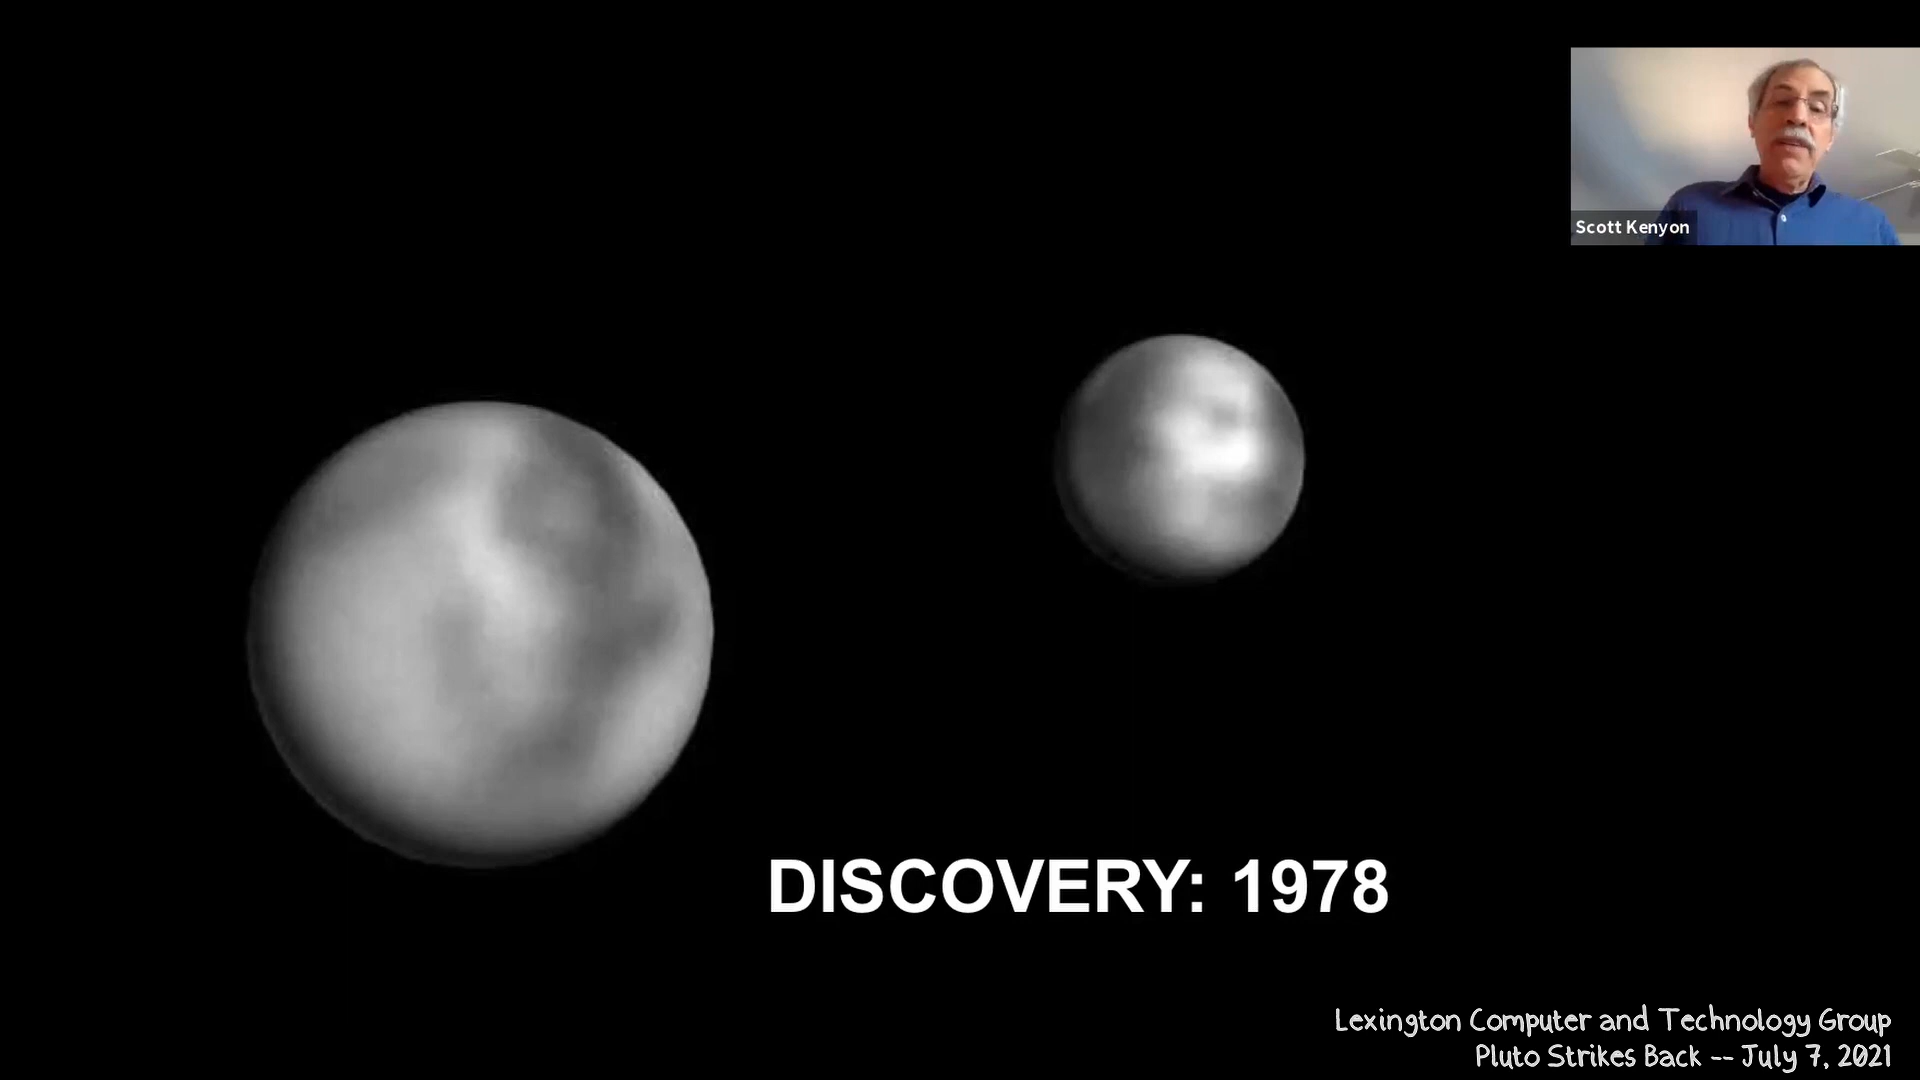 Scott Kenyon
DISCOVERY: 1978
Lexington Computer and Technology Group
Pluto Strikes Back -- July 7, 2021